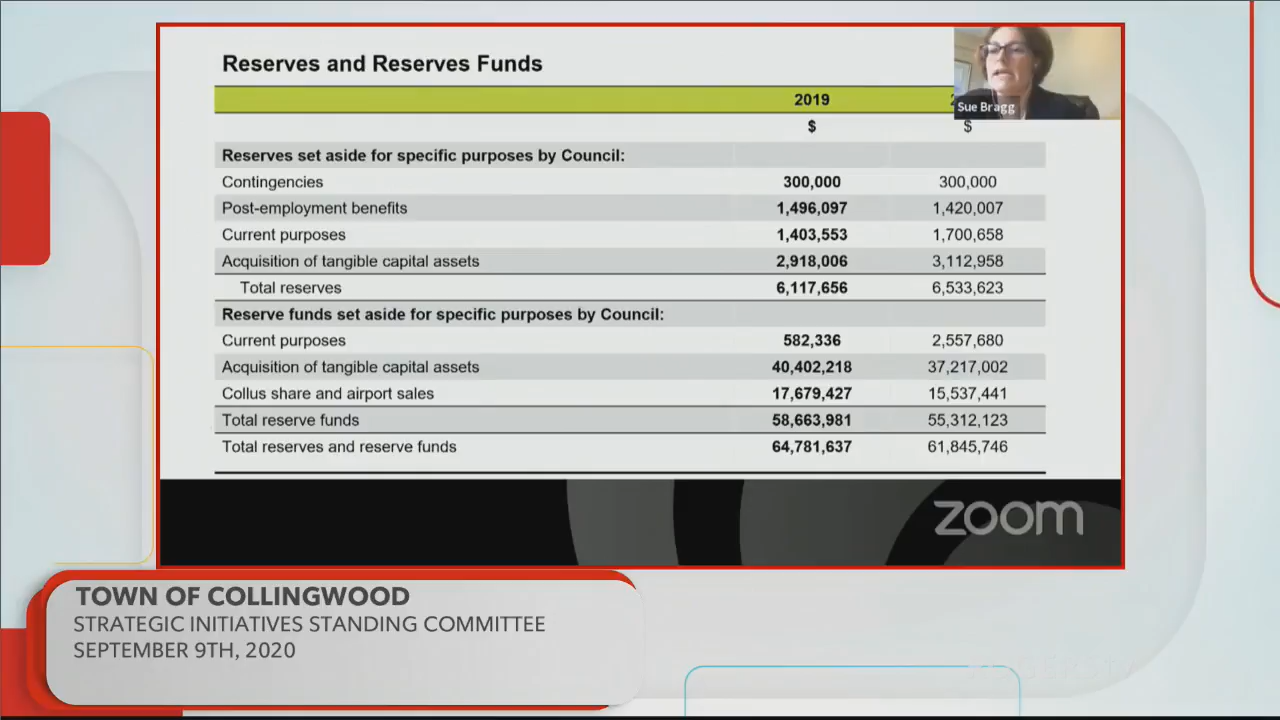 Reserves and Reserves Funds
2019
Sue Bragg
$ $
Reserves set aside for specific purposes by Council:
Contingencies 300,000 300,000
Post-employment benefits 1,496,097 1,420,007
Current purposes 1,403,553 1,700,658
Acquisition of tangible capital assets 2,918,006 3,112,958
Total reserves 6,117,656 6,533,623
Reserve funds set aside for specific purposes by Council:
Current purposes 582,336 2,557,680
Acquisition of tangible capital assets 40,402,218 37,217,002
Collus share and airport sales 17,679,427 15,537,441
Total reserve funds 58,663,981 55,312,123
Total reserves and reserve funds 64,781,637 61,845,746
zoom
TOWN OF COLLINGWOOD
STRATEGIC INITIATIVES STANDING COMMITTEE
SEPTEMBER 9TH, 2020